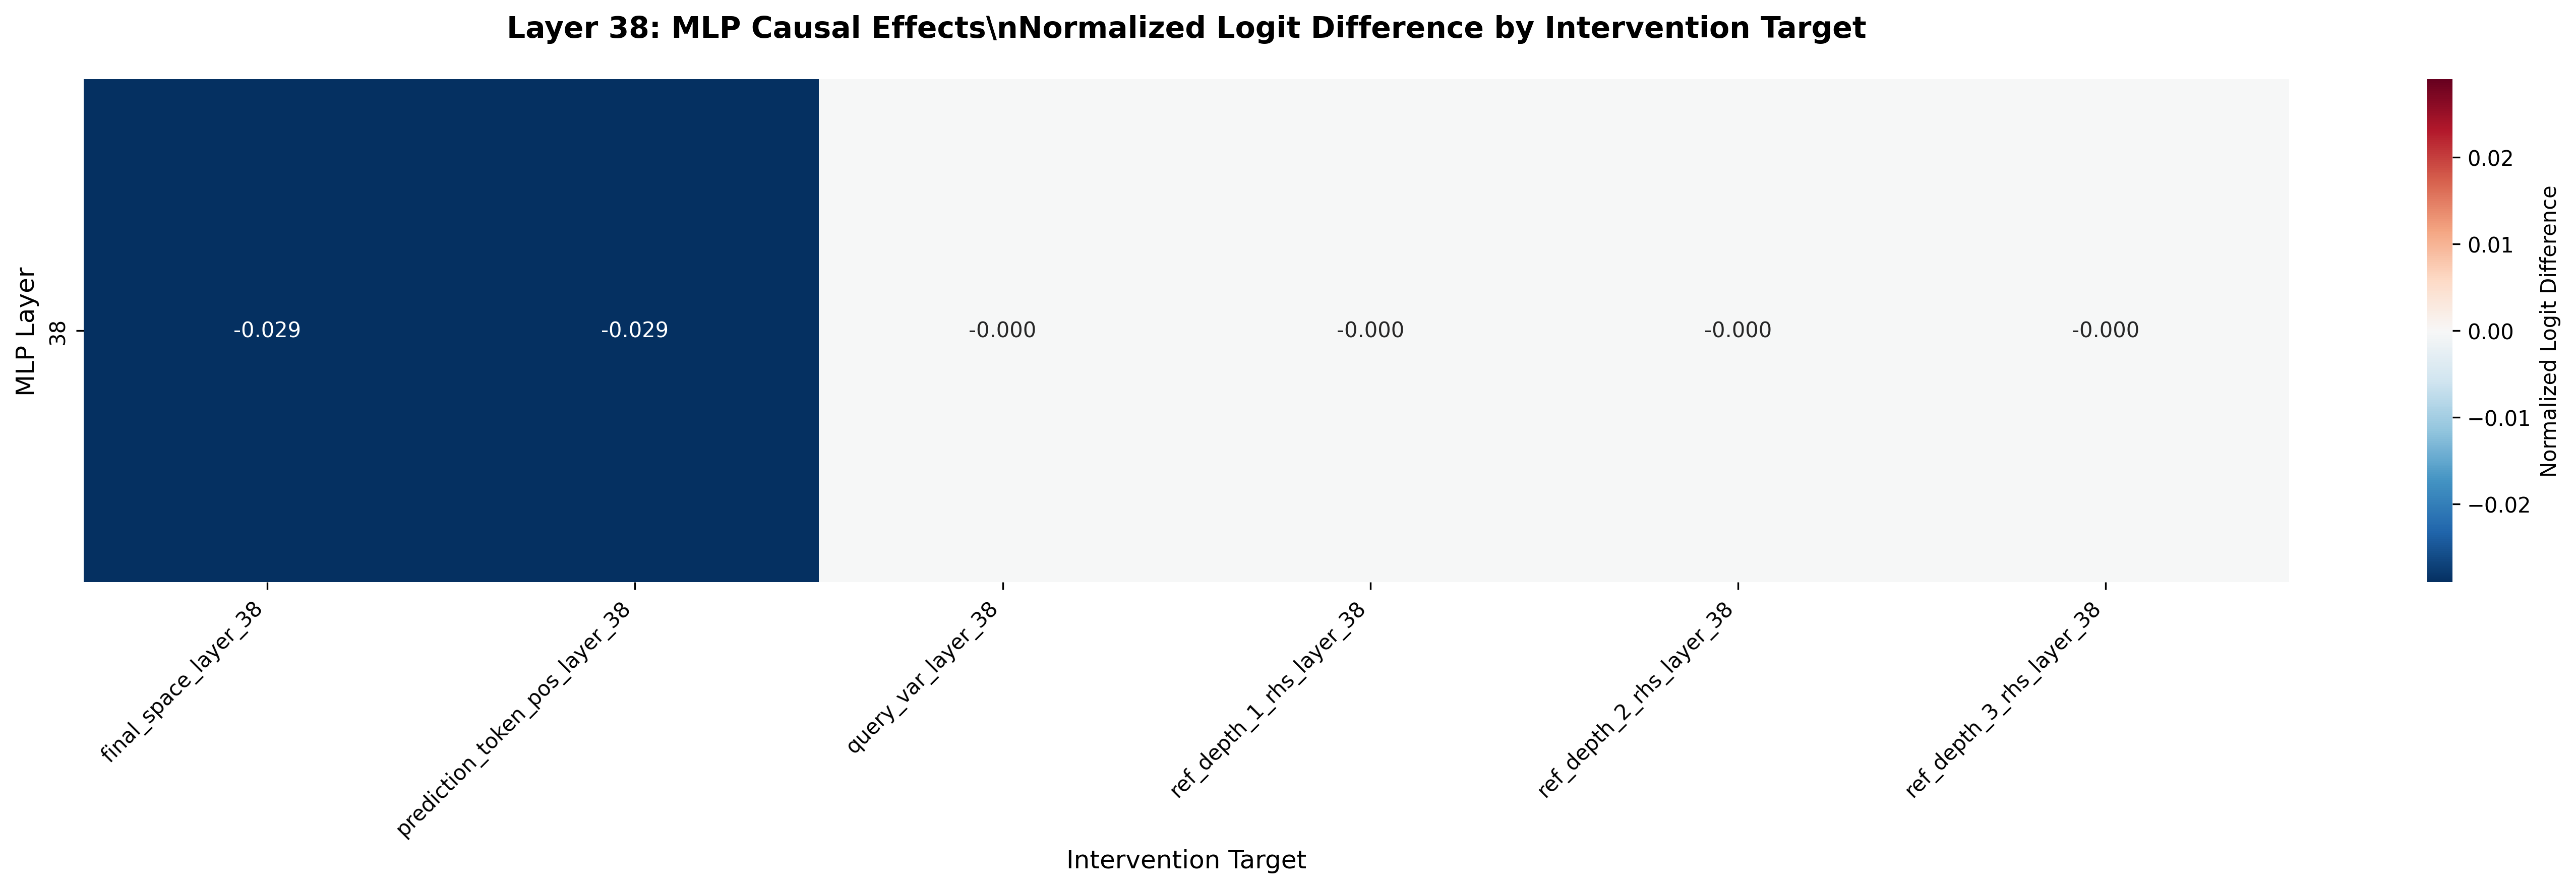 Layer 38: MLP Causal Effects\nNormalized Logit Difference by Intervention Target
MLP Layer
38
-0.029
-0.029
-0.000
-0.000
-0.000
-0.000
final_space_layer_38
prediction_token_pos_layer_38
query_var_layer_38
ref_depth_1_rhs_layer_38
ref_depth_2_rhs_layer_38
ref_depth_3_rhs_layer_38
Intervention Target
0.02
0.01
0.00
−0.01
−0.02
Normalized Logit Difference